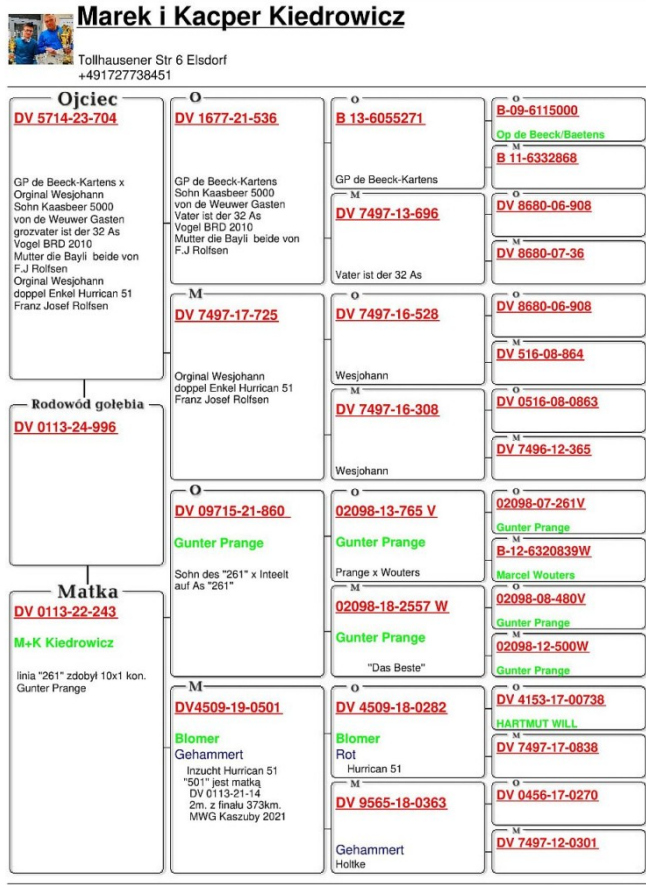 Marek i Kacper Kiedrowicz
Tollhausener Str 6 Elsdorf
+491727738451
Ojciec
DV 5714-23-704
GP de Beeck-Kartens x
Orginal Wesjohann
Sohn Kaasbeer 5000
von de Weuwer Gasten
grozvater ist der 32 As
Vogel BRD 2010
Mutter die Bayli beide von
F.J Rolfsen
Orginal Wesjohann
doppel Enkel Hurrican 51
Franz Josef Rolfsen
Rodowód gołebia
DV 0113-24-996
Matka
DV 0113-22-243
M+K Kiedrowicz
linia "261" zdobył 10x1 kon.
Gunter Prange
O
DV 1677-21-536
GP de Beeck-Kartens
Sohn Kaasbeer 5000
von de Weuwer Gasten
Vater ist der 32 As
Vogel BRD 2010
Mutter die Bayli beide von
F.J Rolfsen
M
DV 7497-17-725
Orginal Wesjohann
doppel Enkel Hurrican 51
Franz Josef Rolfsen
O
DV 09715-21-860
Gunter Prange
Sohn des "261" x Inteelt
auf As "261"
M
DV4509-19-0501
Blomer
Gehammert
Inzucht Hurrican 51
"501" jest matką
DV 0113-21-14
2m. z finału 373km.
MWG Kaszuby 2021
O
B 13-6055271
GP de Beeck-Kartens
M
DV 7497-13-696
Vater ist der 32 As
O
DV 7497-16-528
Wesjohann
M
DV 7497-16-308
Wesjohann
O
02098-13-765 V
Gunter Prange
Prange x Wouters
M
02098-18-2557 W
Gunter Prange
"Das Beste"
O
DV 4509-18-0282
Blomer
Rot
Hurrican 51
M
DV 9565-18-0363
Gehammert
Holtke
O
B-09-6115000
Op de Beeck/Baetens
M
B 11-6332868
O
DV 8680-06-908
M
DV 8680-07-36
O
DV 8680-06-908
M
DV 516-08-864
O
DV 0516-08-0863
M
DV 7496-12-365
O
02098-07-261V
Gunter Prange
M
B-12-6320839W
Marcel Wouters
O
02098-08-480V
Gunter Prange
M
02098-12-500W
Gunter Prange
O
DV 4153-17-00738
HARTMUT WILL
M
DV 7497-17-0838
O
DV 0456-17-0270
M
DV 7497-12-0301